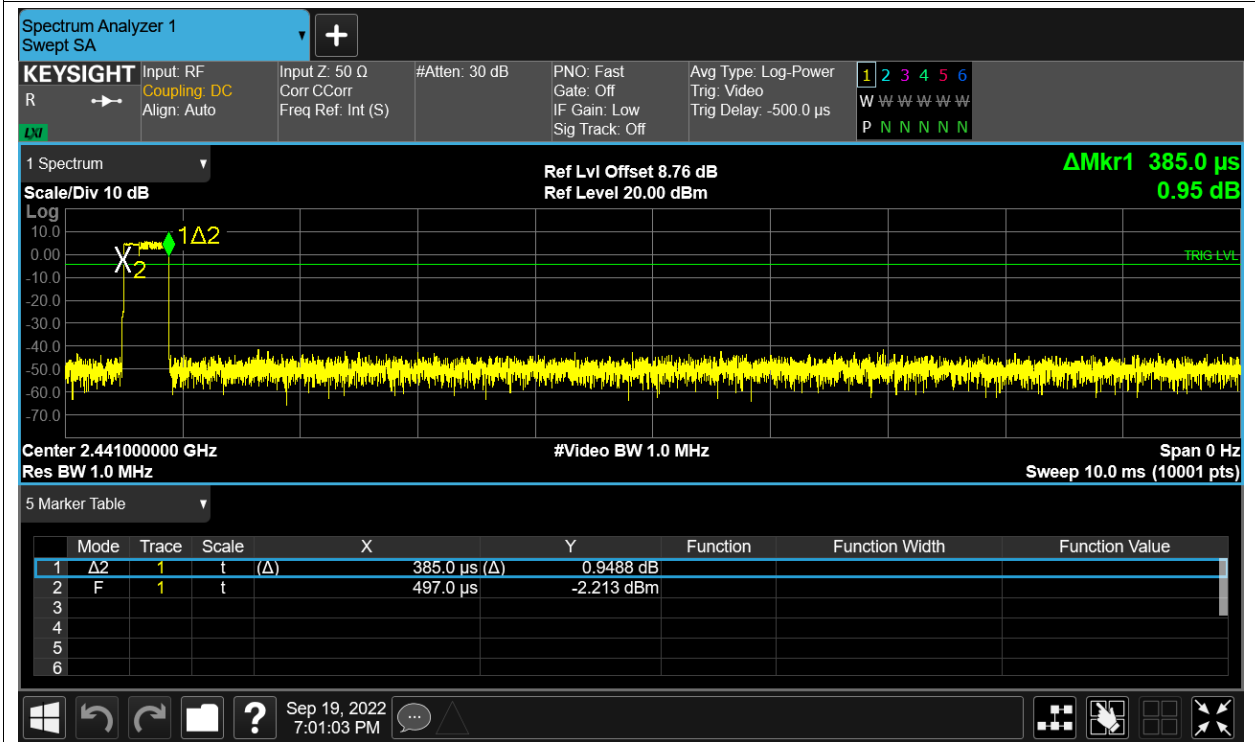 Spectrum Analyzer 1
Swept SA
KEYSIGHT
R
LXI
Input: RF
Coupling: DC
Align: Auto
Input Z: 50 Ω
Corr CCorr
Freq Ref: Int (S)
#Atten: 30 dB
PNO: Fast
Gate: Off
IF Gain: Low
Sig Track: Off
Avg Type: Log-Power
Trig: Video
Trig Delay: -500.0 µs
1 2 3 4 5 6
W W W W W W
P N N N N N
1 Spectrum
Scale/Div 10 dB
Ref Lvl Offset 8.76 dB
Ref Level 20.00 dBm
ΔMkr1 385.0 µs
0.95 dB
Log
10.0
0.00
-10.0
-20.0
-30.0
-40.0
-50.0
-60.0
-70.0
1Δ2
X2
TRIG LVL
Center 2.441000000 GHz
Res BW 1.0 MHz
#Video BW 1.0 MHz
Span 0 Hz
Sweep 10.0 ms (10001 pts)
5 Marker Table
Mode Trace Scale X Y Function Function Width Function Value
1 Δ2 1 t (Δ) 385.0 µs (Δ) 0.9488 dB
2 F 1 t 497.0 µs -2.213 dBm
3
4
5
6
?
Sep 19, 2022
7:01:03 PM